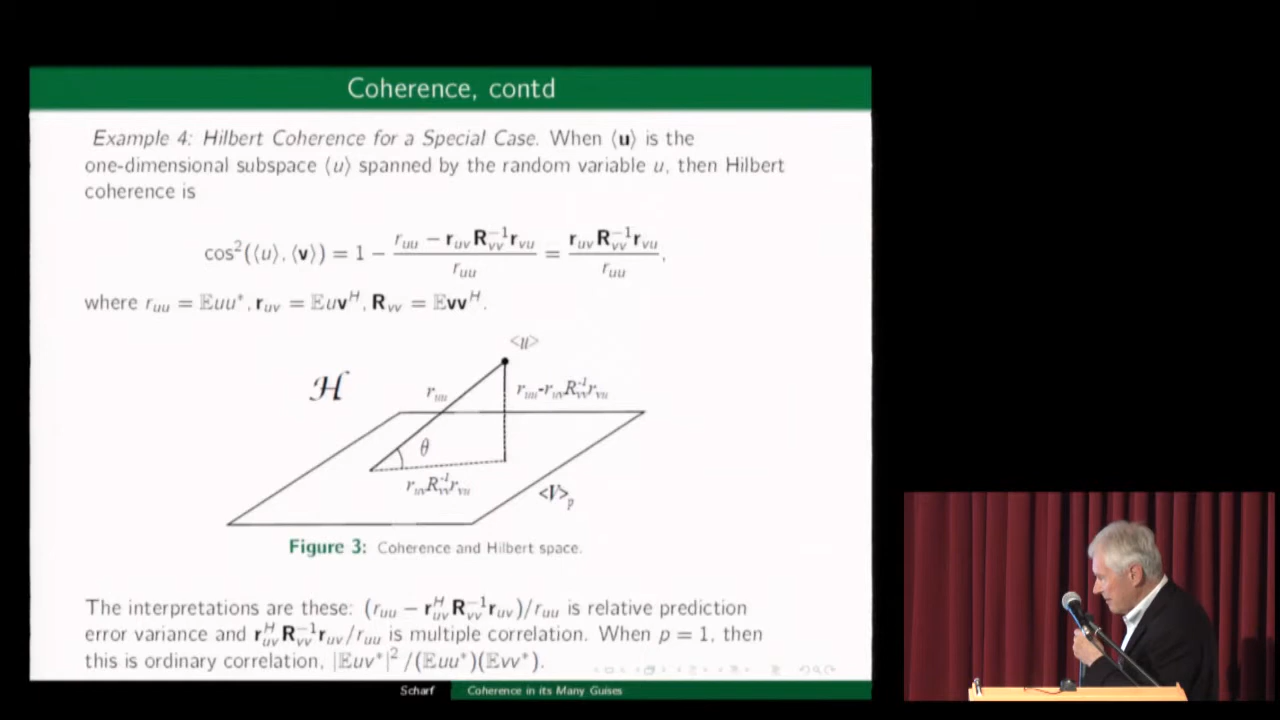 Coherence, contd
Example 4: Hilbert Coherence for a Special Case. When ⟨𝐮⟩ is the
one-dimensional subspace ⟨u⟩ spanned by the random variable u, then Hilbert
coherence is
cos²(⟨u⟩, ⟨𝐯⟩) = 1 − (r_uu − 𝐫_uv 𝐑_vv^{-1} 𝐫_vu) / r_uu = 𝐫_uv 𝐑_vv^{-1} 𝐫_vu / r_uu,
where r_uu = 𝔼uu*, 𝐫_uv = 𝔼u𝐯^H, 𝐑_vv = 𝔼𝐯𝐯^H.
<u>
ℋ
r_uu
r_uu-r_uv R_vv^{-1} r_vu
θ
r_uv R_vv^{-1} r_vu
<V>_p
Figure 3: Coherence and Hilbert space.
The interpretations are these: (r_uu − 𝐫_uv^H 𝐑_vv^{-1} 𝐫_uv)/r_uu is relative prediction
error variance and 𝐫_uv^H 𝐑_vv^{-1} 𝐫_uv/r_uu is multiple correlation. When p = 1, then
this is ordinary correlation, |𝔼uv*|² /(𝔼uu*)(𝔼vv*).
Scharf Coherence in its Many Guises